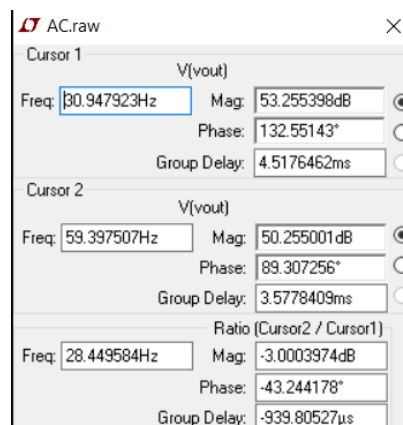 AC.raw
Cursor 1
V(vout)
Freq: 30.947923Hz Mag: 53.255398dB
Phase: 132.55143°
Group Delay: 4.5176462ms
Cursor 2
V(vout)
Freq: 59.397507Hz Mag: 50.255001dB
Phase: 89.307256°
Group Delay: 3.5778409ms
Ratio (Cursor2 / Cursor1)
Freq: 28.449584Hz Mag: -3.0003974dB
Phase: -43.244178°
Group Delay: -939.80527µs